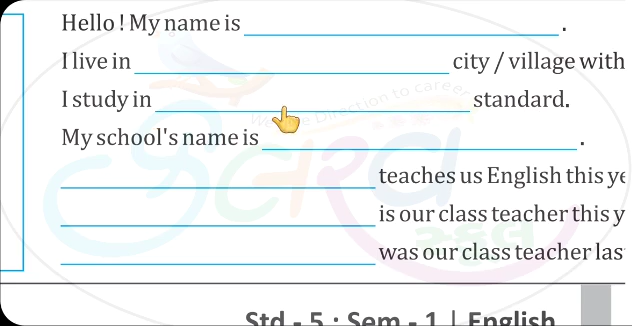 Hello ! My name is ____________________ .
I live in ____________________ city / village with
I study in ____________________ standard.
My school's name is ____________________ .
____________________ teaches us English this
____________________ is our class teacher this
____________________ was our class teacher
Std - 5 : Sem - 1 | English